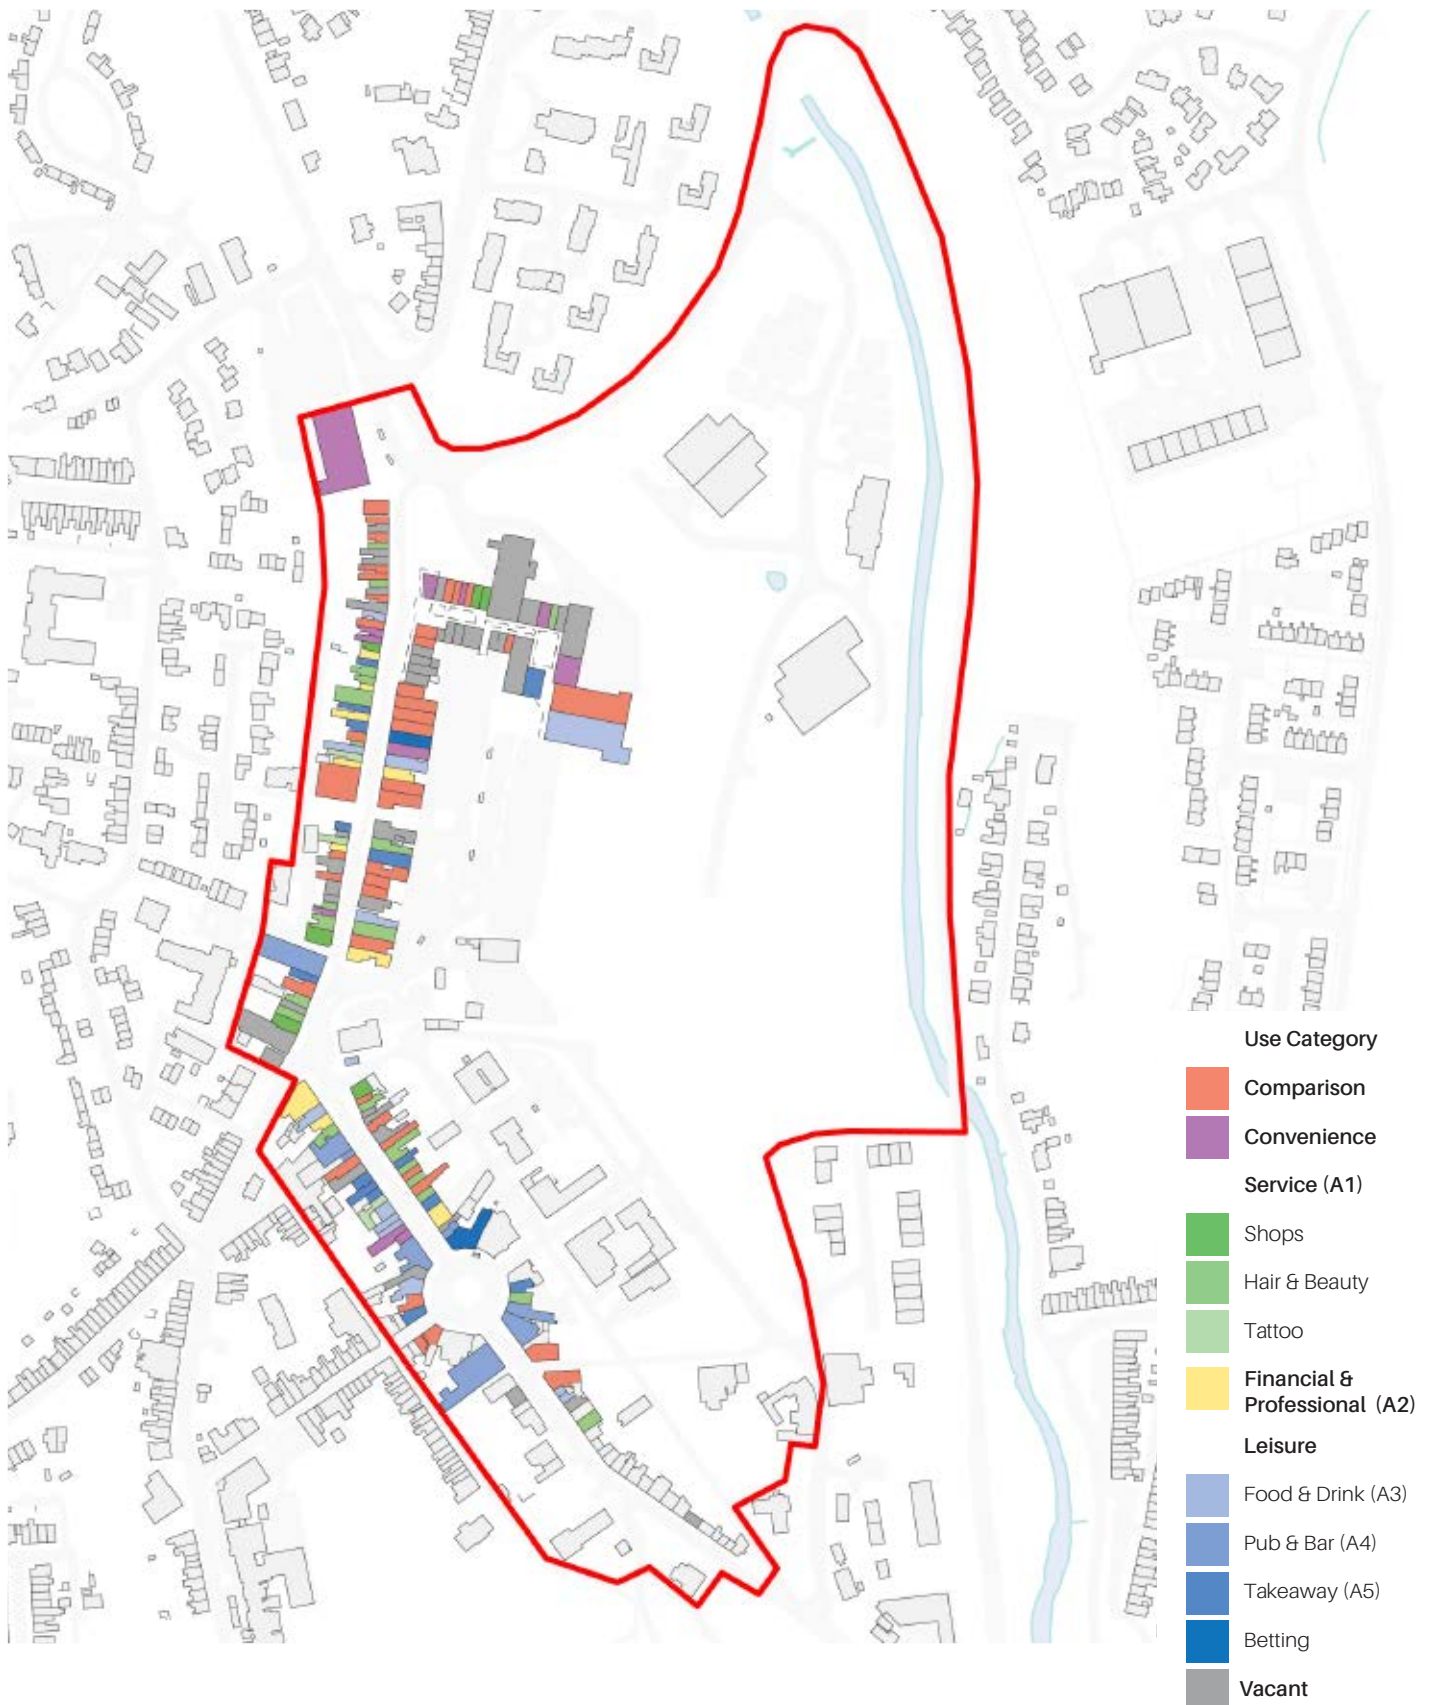 Use Category
Comparison
Convenience
Service (A1)
Shops
Hair & Beauty
Tattoo
Financial &
Professional (A2)
Leisure
Food & Drink (A3)
Pub & Bar (A4)
Takeaway (A5)
Betting
Vacant